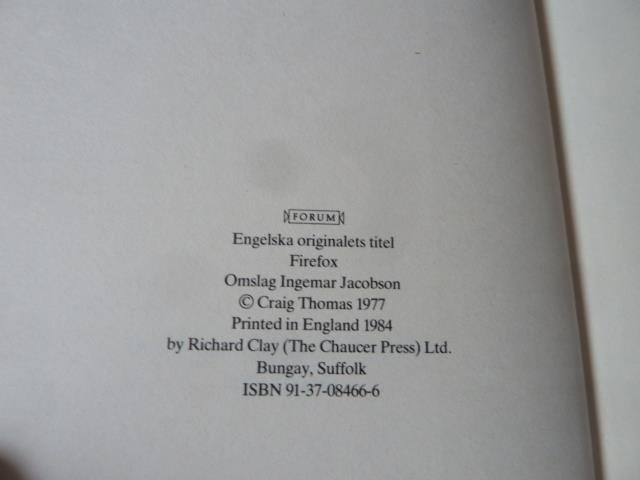 FORUM
Engelska originalets titel
Firefox
Omslag Ingemar Jacobson
© Craig Thomas 1977
Printed in England 1984
by Richard Clay (The Chaucer Press) Ltd.
Bungay, Suffolk
ISBN 91-37-08466-6